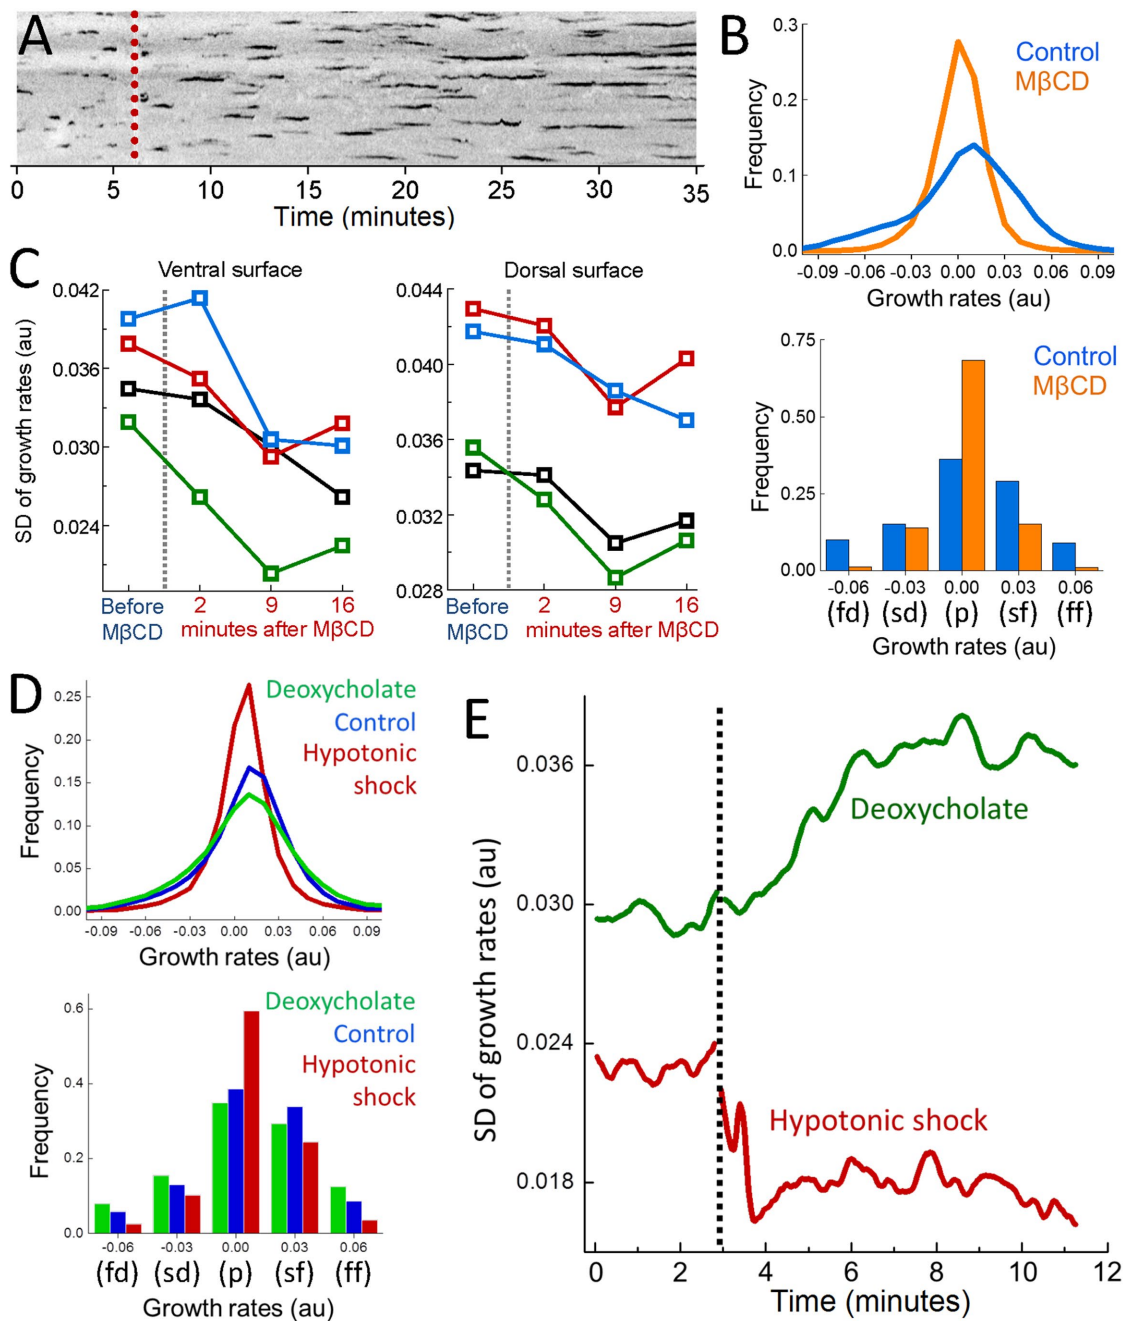 A
0 5 10 15 20 25 30 35
Time (minutes)
B
Control
MβCD
Frequency
0.3
0.2
0.1
0.0
-0.09 -0.06 -0.03 0.00 0.03 0.06 0.09
Growth rates (au)
Control
MβCD
Frequency
0.75
0.50
0.25
0.00
-0.06 -0.03 0.00 0.03 0.06
(fd) (sd) (p) (sf) (ff)
Growth rates (au)
C
Ventral surface
SD of growth rates (au)
0.042
0.036
0.030
0.024
Before 2 9 16
MβCD minutes after MβCD
Dorsal surface
0.044
0.040
0.036
0.032
0.028
Before 2 9 16
MβCD minutes after MβCD
D
Deoxycholate
Control
Hypotonic
shock
Frequency
0.25
0.20
0.15
0.10
0.05
0.00
-0.09 -0.06 -0.03 0.00 0.03 0.06 0.09
Growth rates (au)
Deoxycholate
Control
Hypotonic
shock
Frequency
0.6
0.4
0.2
0.0
-0.06 -0.03 0.00 0.03 0.06
(fd) (sd) (p) (sf) (ff)
Growth rates (au)
E
SD of growth rates (au)
0.036
0.030
0.024
0.018
Deoxycholate
Hypotonic shock
0 2 4 6 8 10 12
Time (minutes)